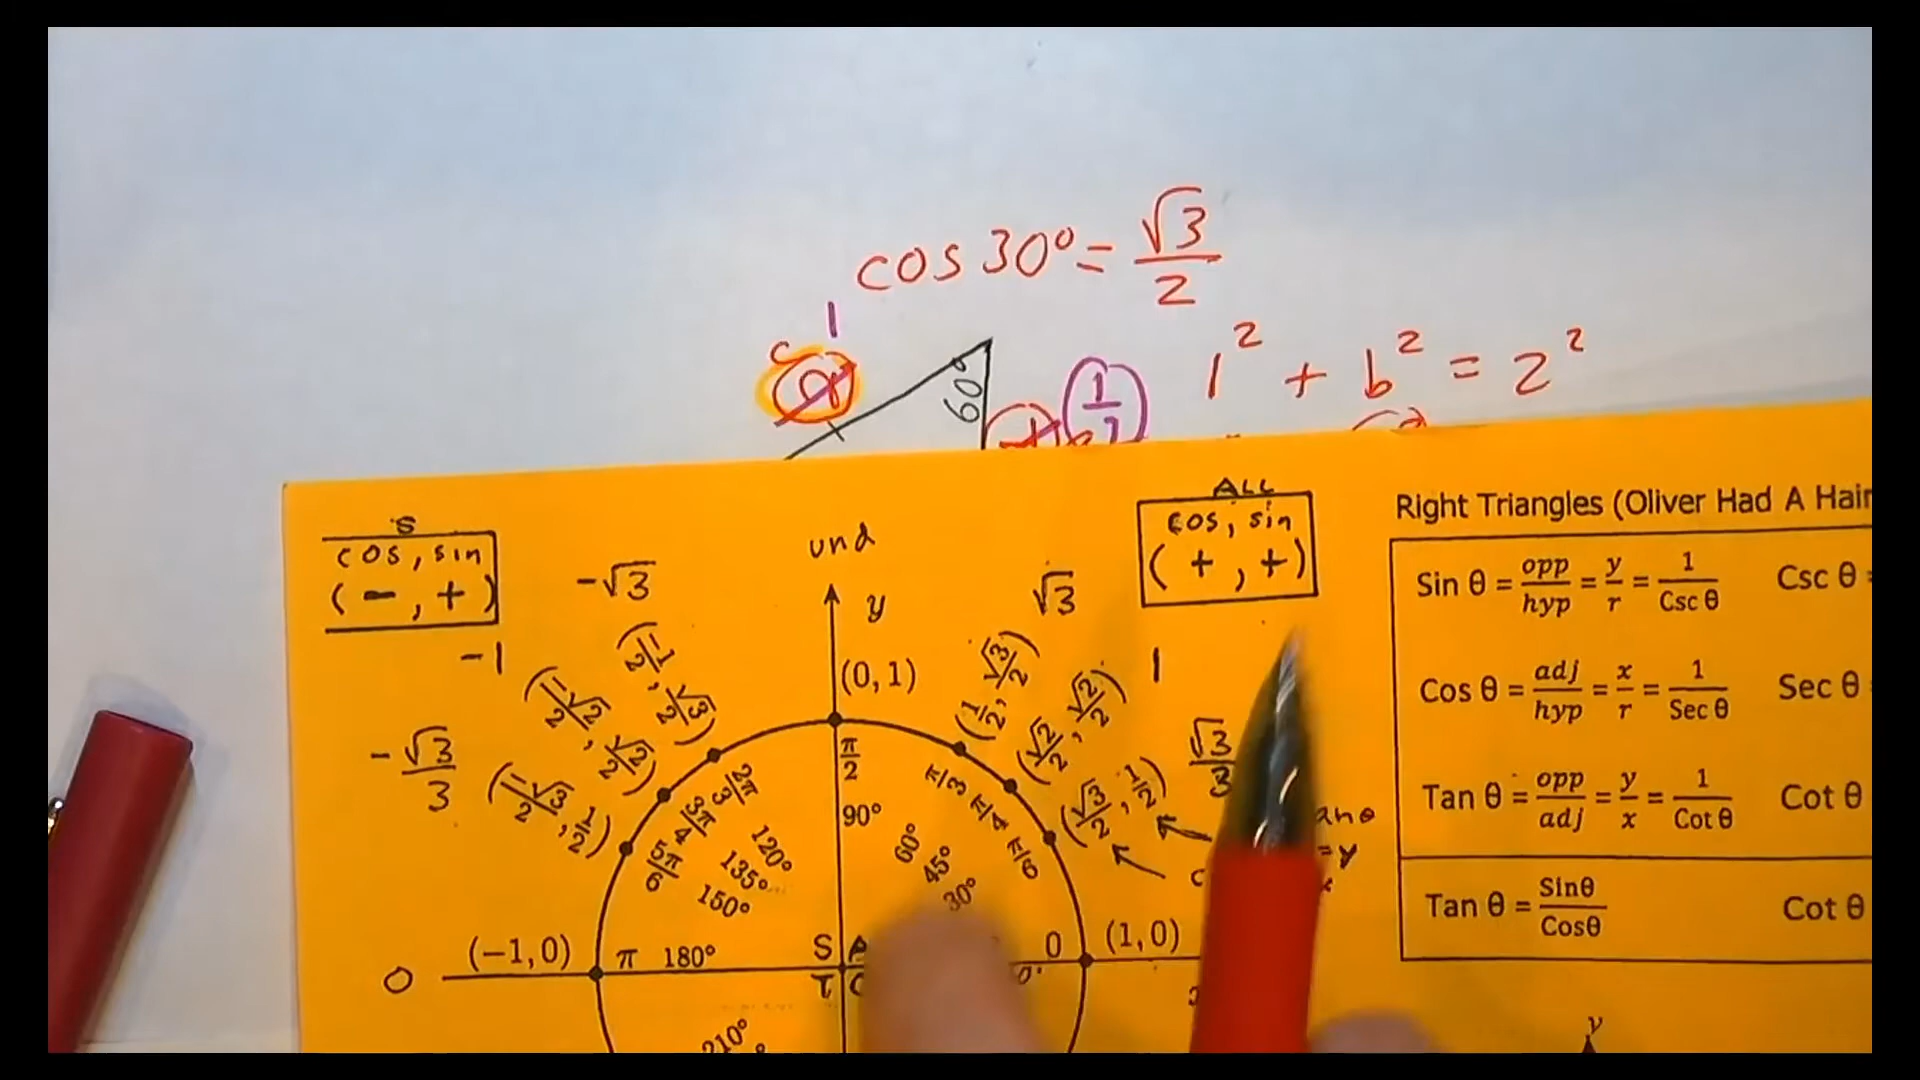 cos 30° = √3/2
1
1² + b² = 2²
60°
1/2
Right Triangles (Oliver Had A
S
cos, sin
(-, +)
ALL
cos, sin
(+, +)
und
-√3
√3
y
-1
1
(0, 1)
(-1/2, √3/2)
(1/2, √3/2)
(-√2/2, √2/2)
(√2/2, √2/2)
-√3/3
√3/3
(-√3/2, 1/2)
(√3/2, 1/2)
π/2
90°
2π/3
3π/4
5π/6
120°
135°
150°
π/3
π/4
π/6
60°
45°
30°
(-1, 0)
π 180°
S A
T C
0
0
(1, 0)
210°
Sin θ = opp/hyp = y/r = 1/Csc θ
Csc θ =
Cos θ = adj/hyp = x/r = 1/Sec θ
Sec θ =
Tan θ = opp/adj = y/x = 1/Cot θ
Cot θ
Tan θ = Sinθ/Cosθ
Cot θ
y